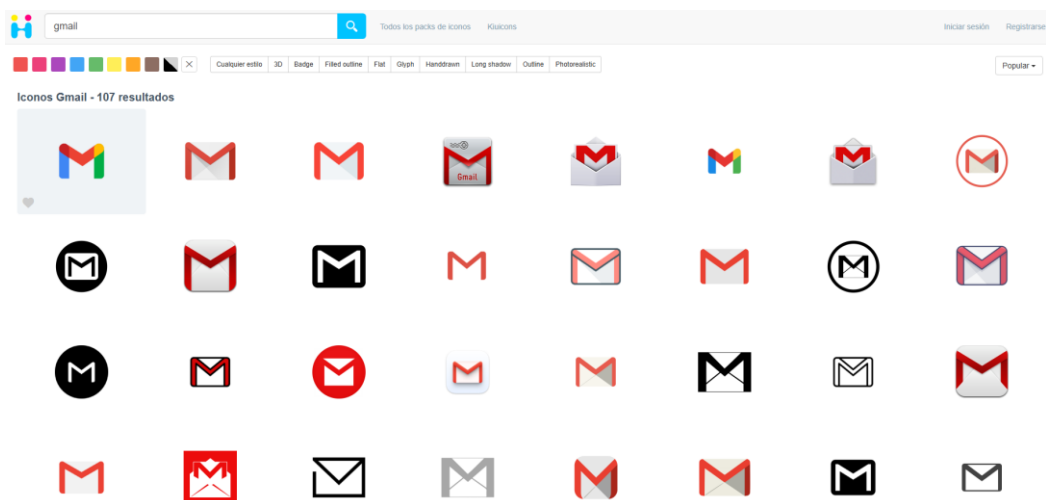 gmail
Todos los packs de iconos
Kiuicons
Iniciar sesión
Registrarse
Cualquier estilo
3D
Badge
Filled outline
Flat
Glyph
Handdrawn
Long shadow
Outline
Photorealistic
Popular
Iconos Gmail - 107 resultados
Gmail